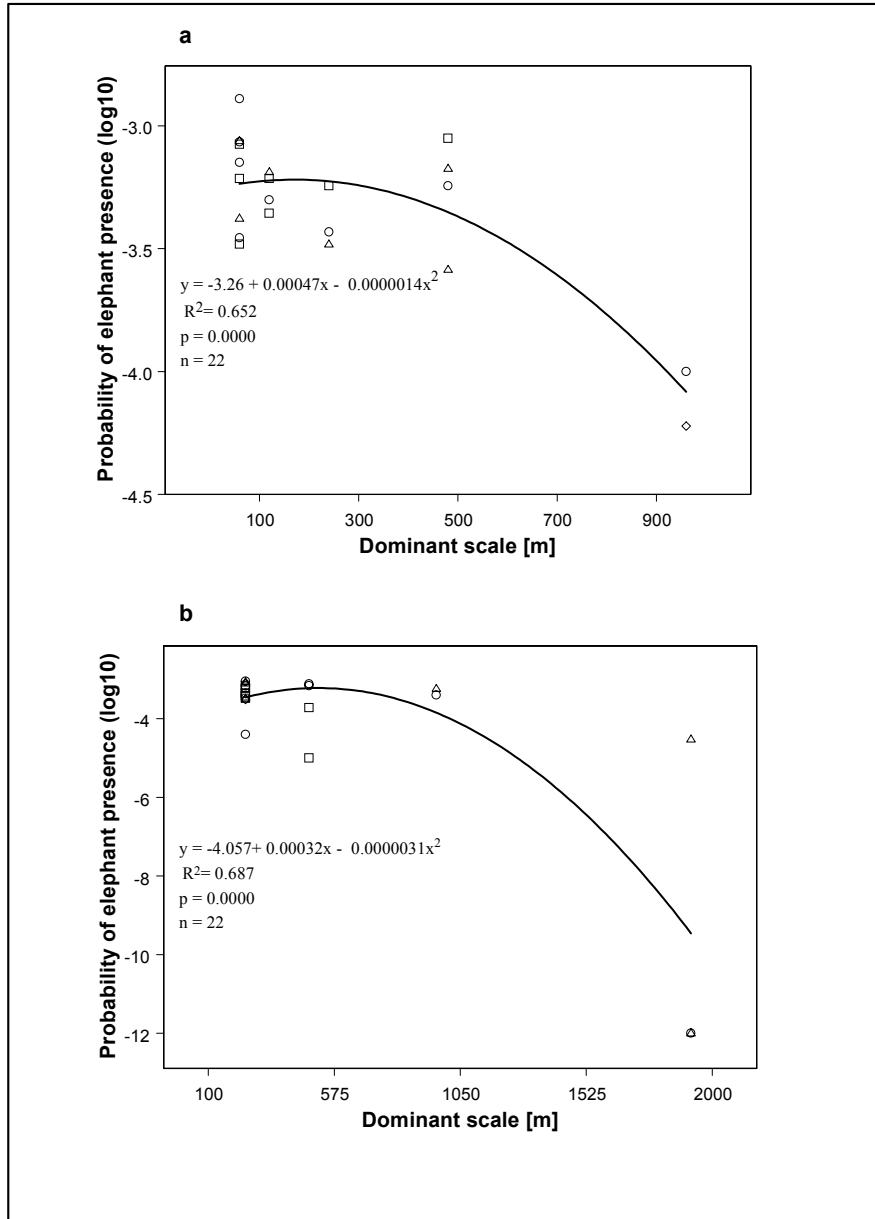 a
Probability of elephant presence (log10)
-3.0
-3.5
-4.0
-4.5
y = -3.26 + 0.00047x - 0.0000014x²
R²= 0.652
p = 0.0000
n = 22
100 300 500 700 900
Dominant scale [m]
b
Probability of elephant presence (log10)
-4
-6
-8
-10
-12
y = -4.057+ 0.00032x - 0.0000031x²
R²= 0.687
p = 0.0000
n = 22
100 575 1050 1525 2000
Dominant scale [m]